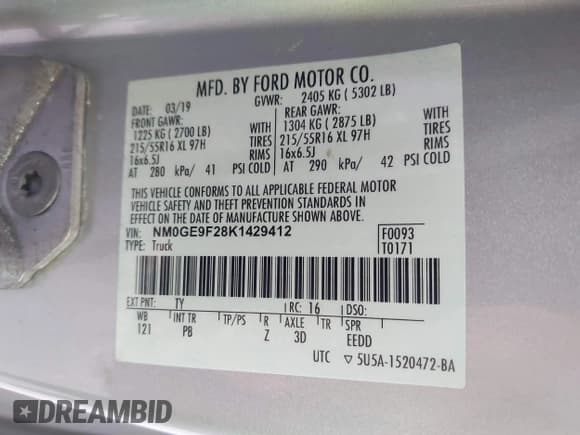 MFD. BY FORD MOTOR CO.
DATE: 03/19 GVWR: 2405 KG ( 5302 LB)
FRONT GAWR: REAR GAWR:
1225 KG ( 2700 LB) WITH 1304 KG ( 2875 LB) WITH
215/55R16 XL 97H TIRES 215/55R16 XL 97H TIRES
16x6.5J RIMS 16x6.5J RIMS
AT 280 kPa/ 41 PSI COLD AT 290 kPa/ 42 PSI COLD
THIS VEHICLE CONFORMS TO ALL APPLICABLE FEDERAL MOTOR
VEHICLE SAFETY AND THEFT PREVENTION STANDARDS IN
EFFECT ON THE DATE OF MANUFACTURE SHOWN ABOVE.
VIN: NM0GE9F28K1429412 F0093
TYPE: Truck T0171
EXT PNT: TY RC: 16 DSO:
WB INT TR TP/PS R AXLE TR SPR
121 PB Z 3D EEDD
UTC ▽ 5U5A-1520472-BA
DREAMBID